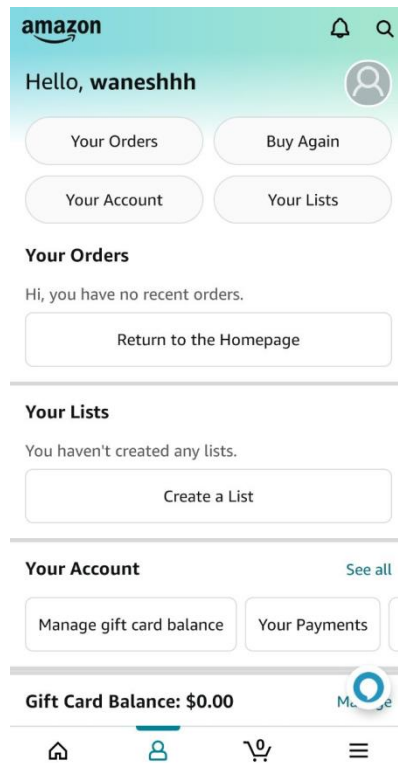 amazon
Hello, waneshhh
Your Orders
Buy Again
Your Account
Your Lists
Your Orders
Hi, you have no recent orders.
Return to the Homepage
Your Lists
You haven't created any lists.
Create a List
Your Account
See all
Manage gift card balance
Your Payments
Gift Card Balance: $0.00
0